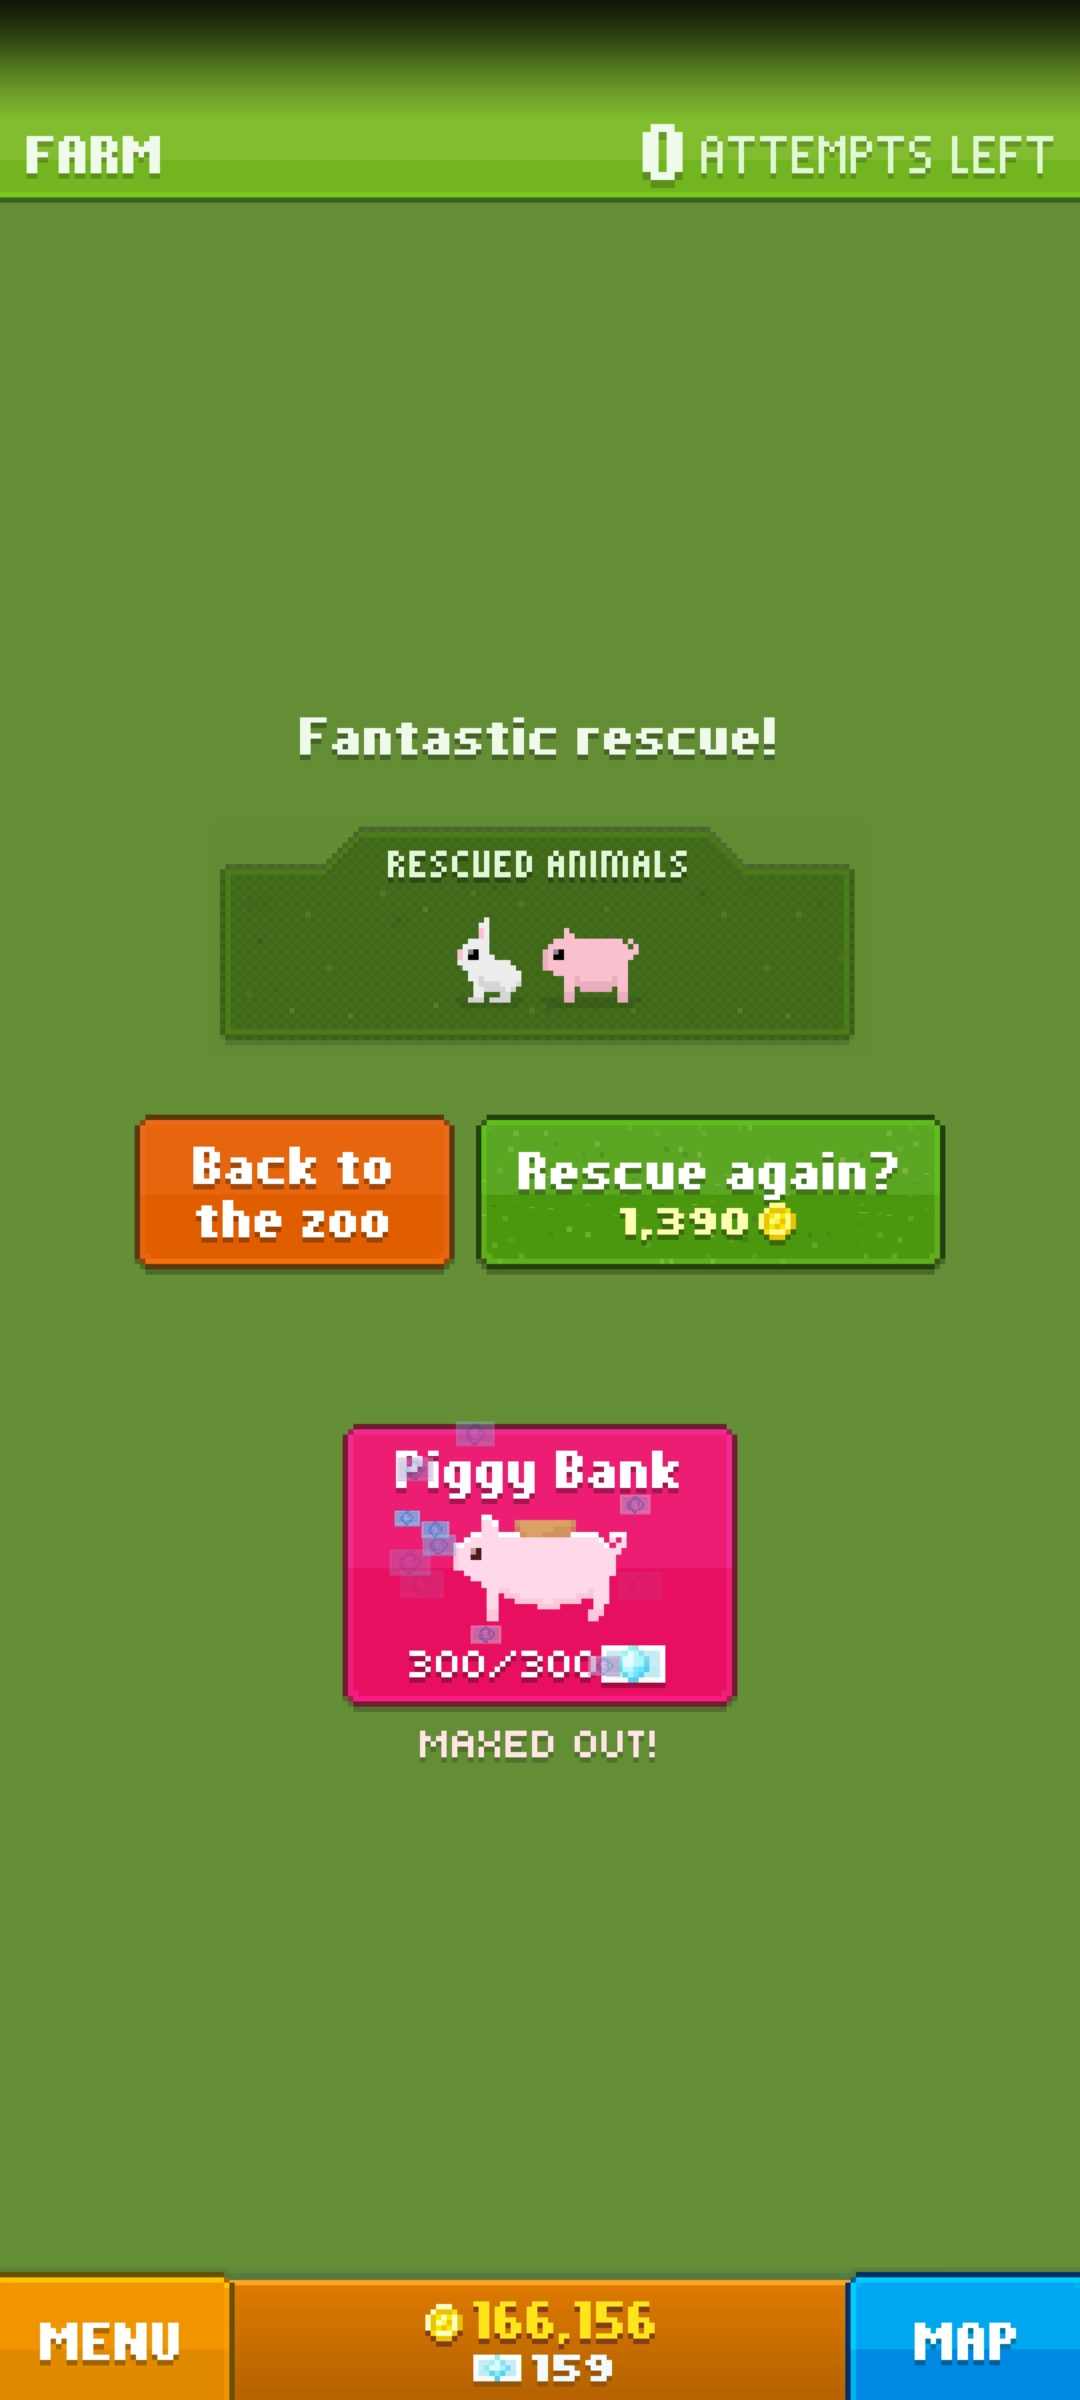 FARM
0 ATTEMPTS LEFT
Fantastic rescue!
RESCUED ANIMALS
Back to
the zoo
Rescue again?
1,390
Piggy Bank
300/300
MAXED OUT!
MENU
166,156
159
MAP